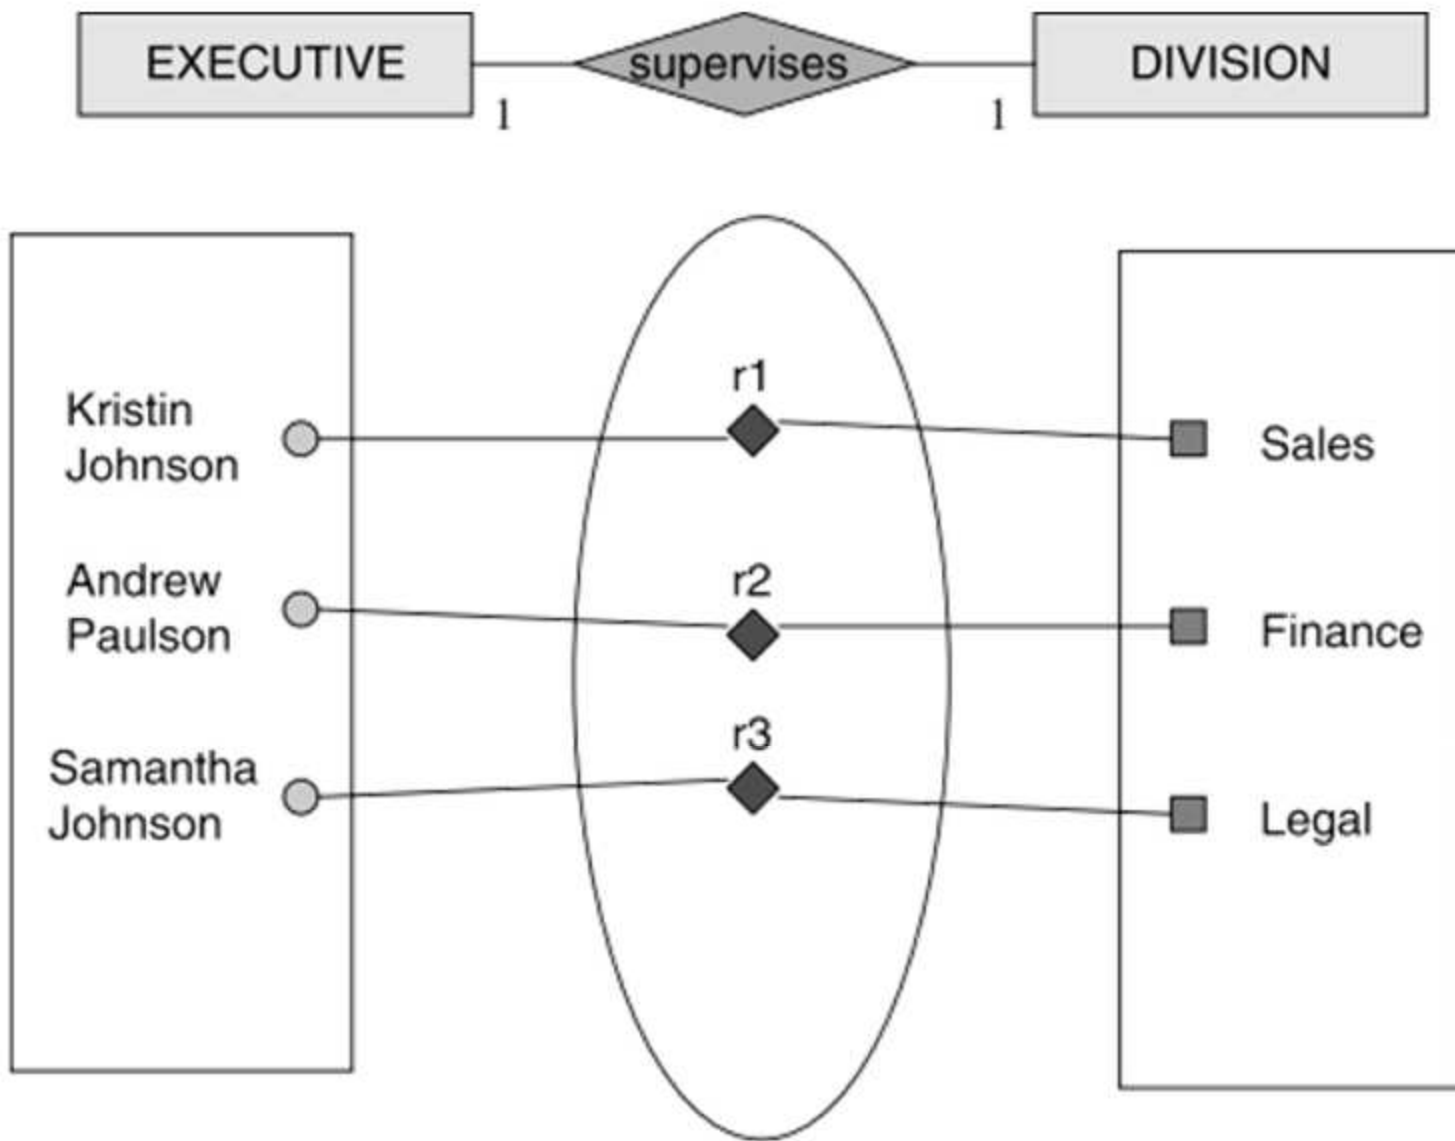 EXECUTIVE supervises DIVISION
1 1
r1
Kristin
Johnson
Sales
r2
Andrew
Paulson
Finance
r3
Samantha
Johnson
Legal